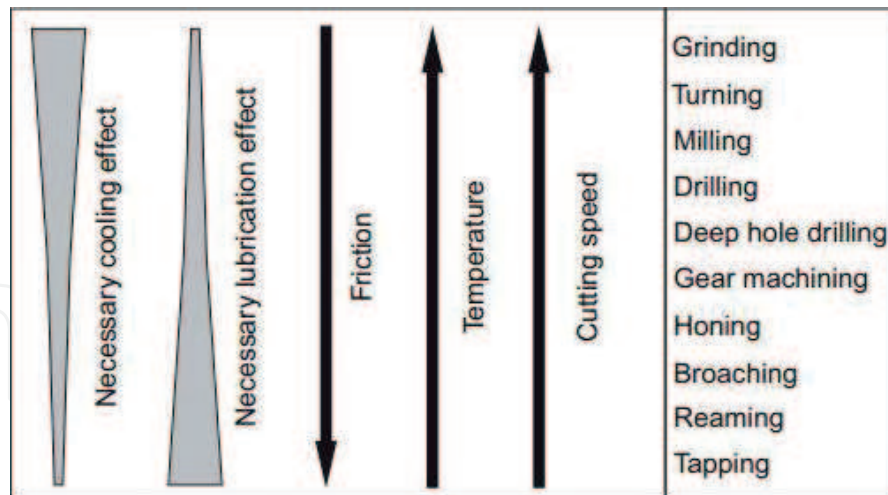 Necessary cooling effect
Necessary lubrication effect
Friction
Temperature
Cutting speed
Grinding
Turning
Milling
Drilling
Deep hole drilling
Gear machining
Honing
Broaching
Reaming
Tapping